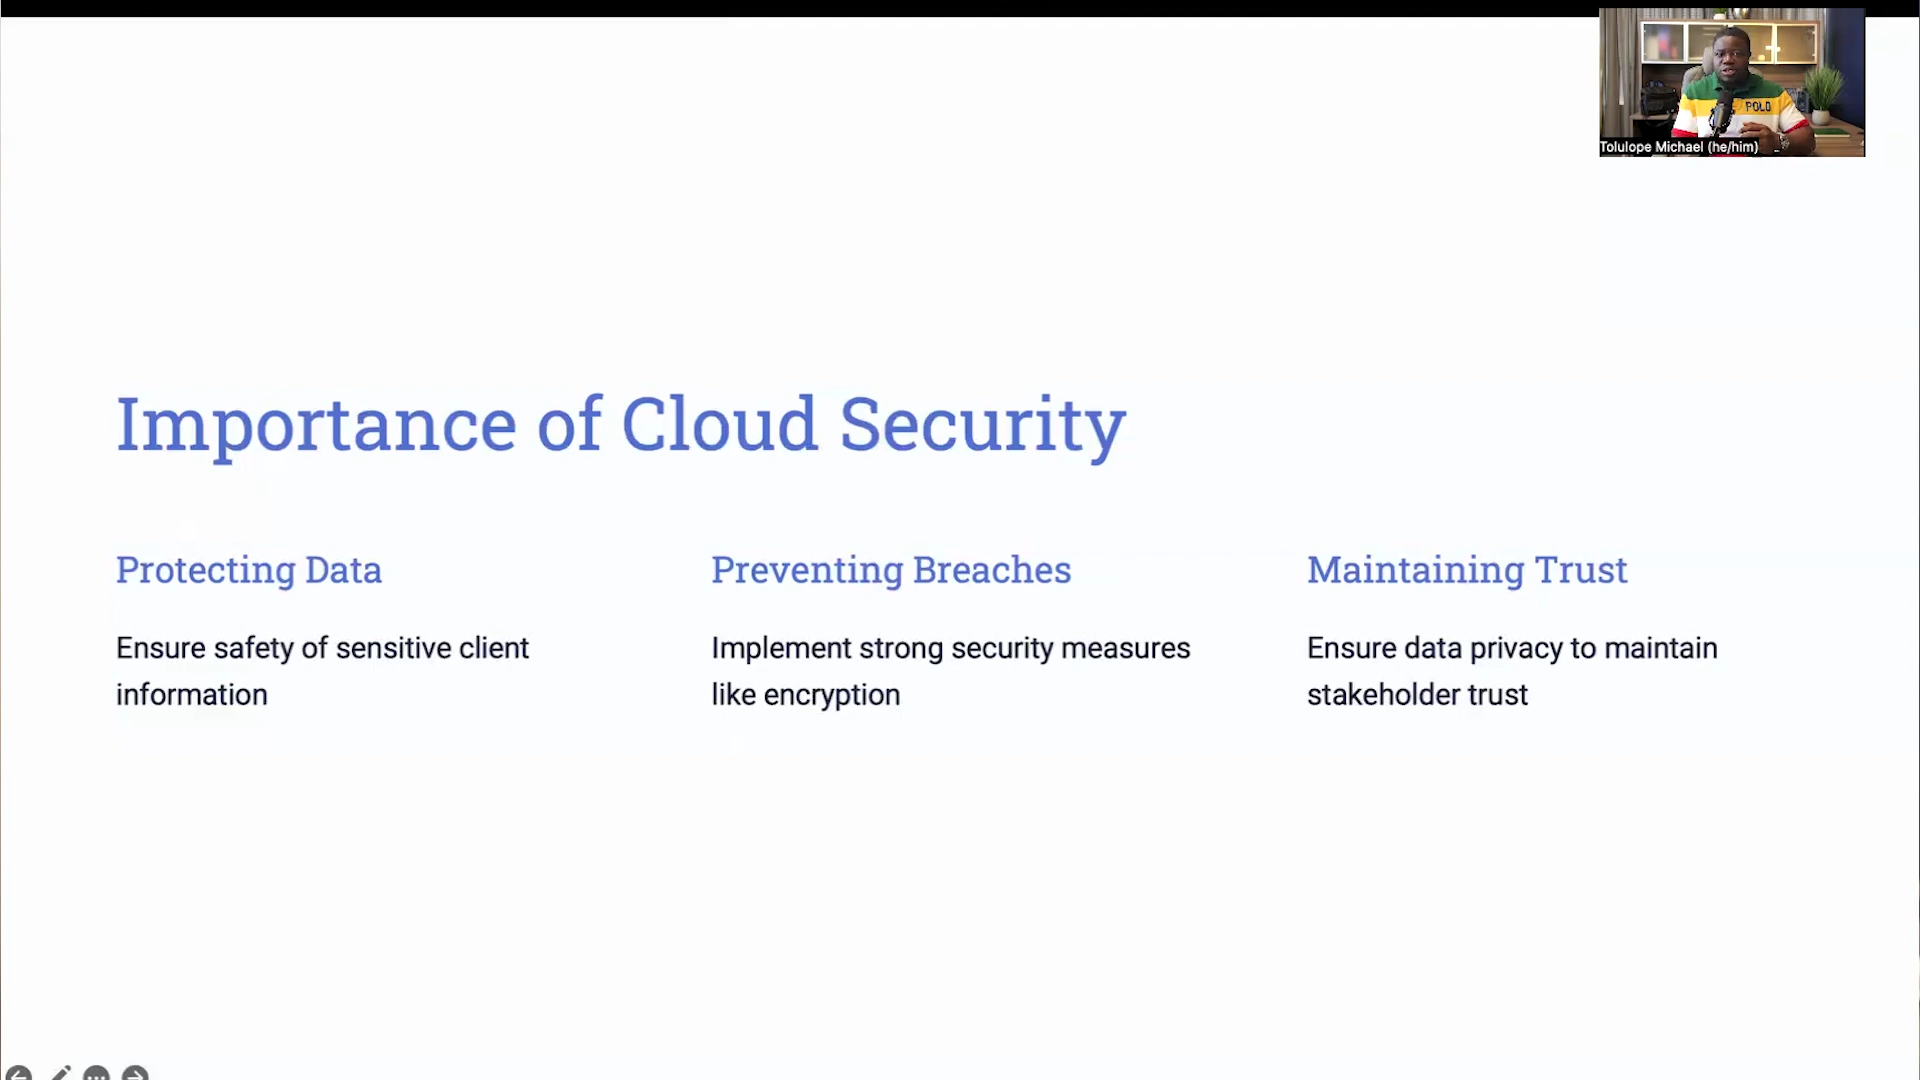 POLO
Tolulope Michael (he/him)
Importance of Cloud Security
Protecting Data
Ensure safety of sensitive client
information
Preventing Breaches
Implement strong security measures
like encryption
Maintaining Trust
Ensure data privacy to maintain
stakeholder trust